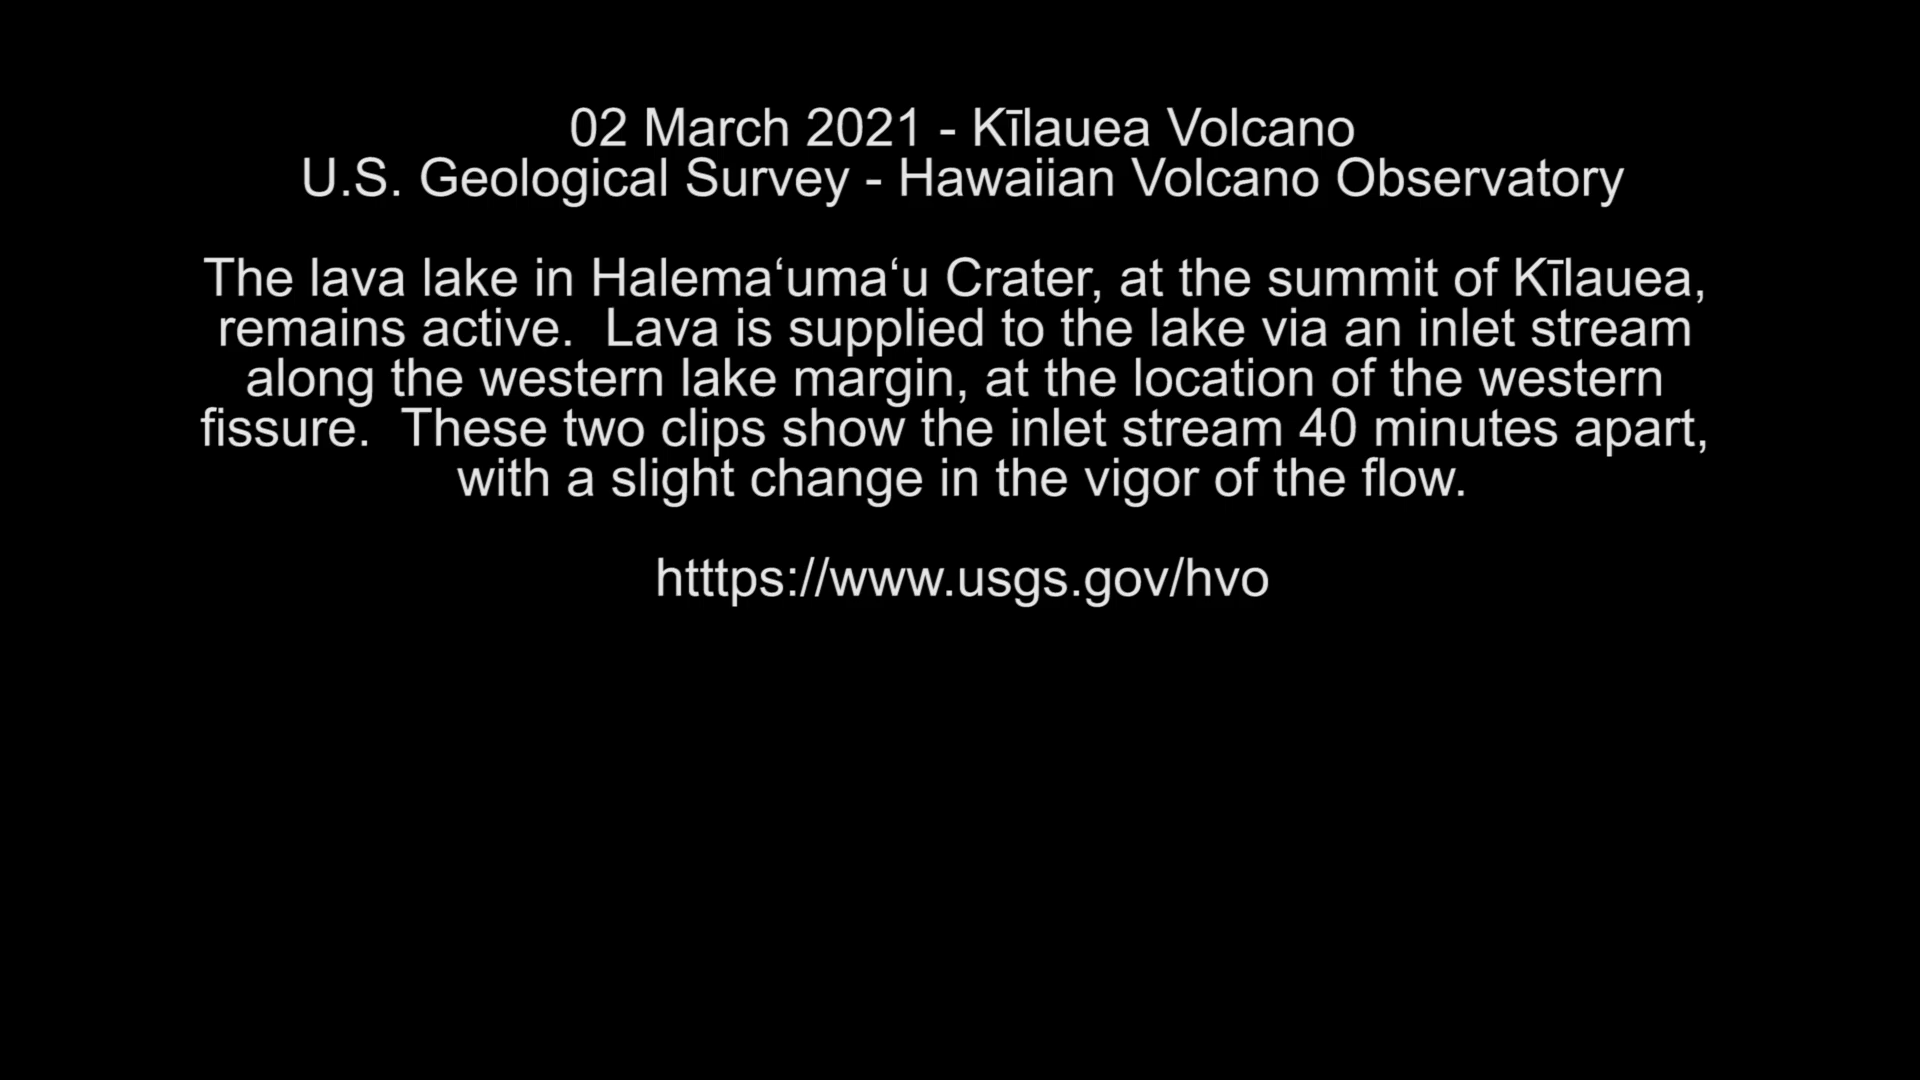 02 March 2021 - Kīlauea Volcano
U.S. Geological Survey - Hawaiian Volcano Observatory
The lava lake in Halemaʻumaʻu Crater, at the summit of Kīlauea,
remains active.  Lava is supplied to the lake via an inlet stream
along the western lake margin, at the location of the western
fissure.  These two clips show the inlet stream 40 minutes apart,
with a slight change in the vigor of the flow.
htttps://www.usgs.gov/hvo